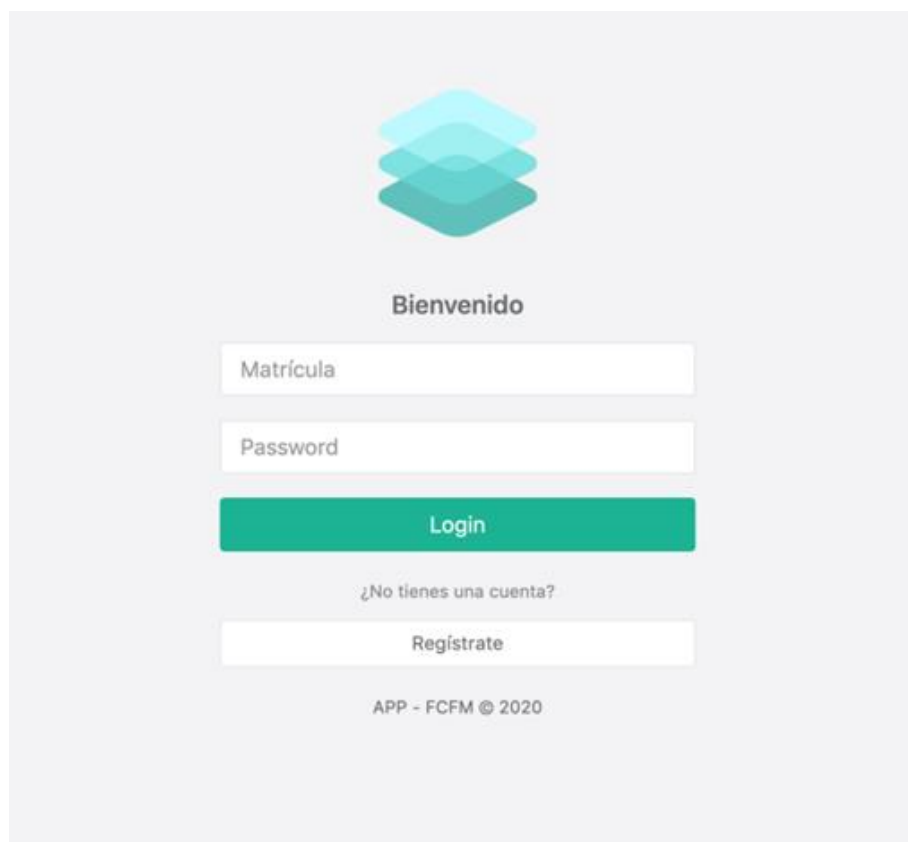 Bienvenido
Matrícula
Password
Login
¿No tienes una cuenta?
Regístrate
APP - FCFM © 2020